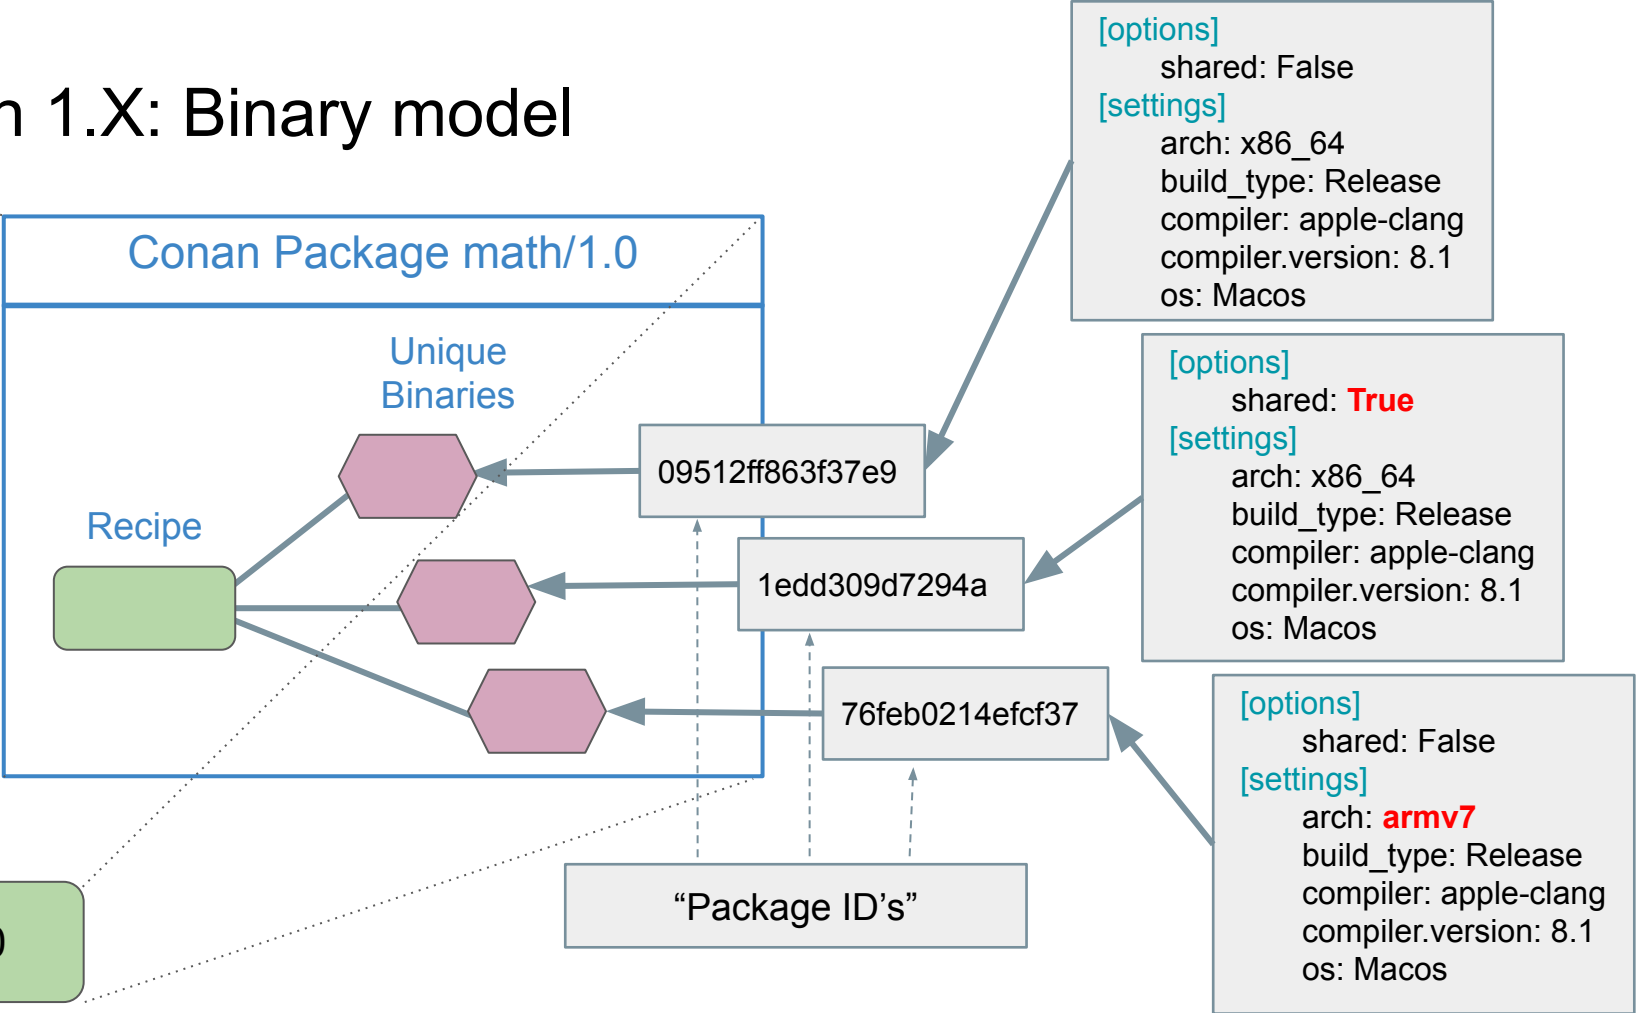 n 1.X: Binary model
Conan Package math/1.0
Unique
Binaries
Recipe
09512ff863f37e9
1edd309d7294a
76feb0214efcf37
“Package ID’s”
0
[options]
shared: False
[settings]
arch: x86_64
build_type: Release
compiler: apple-clang
compiler.version: 8.1
os: Macos
[options]
shared: True
[settings]
arch: x86_64
build_type: Release
compiler: apple-clang
compiler.version: 8.1
os: Macos
[options]
shared: False
[settings]
arch: armv7
build_type: Release
compiler: apple-clang
compiler.version: 8.1
os: Macos